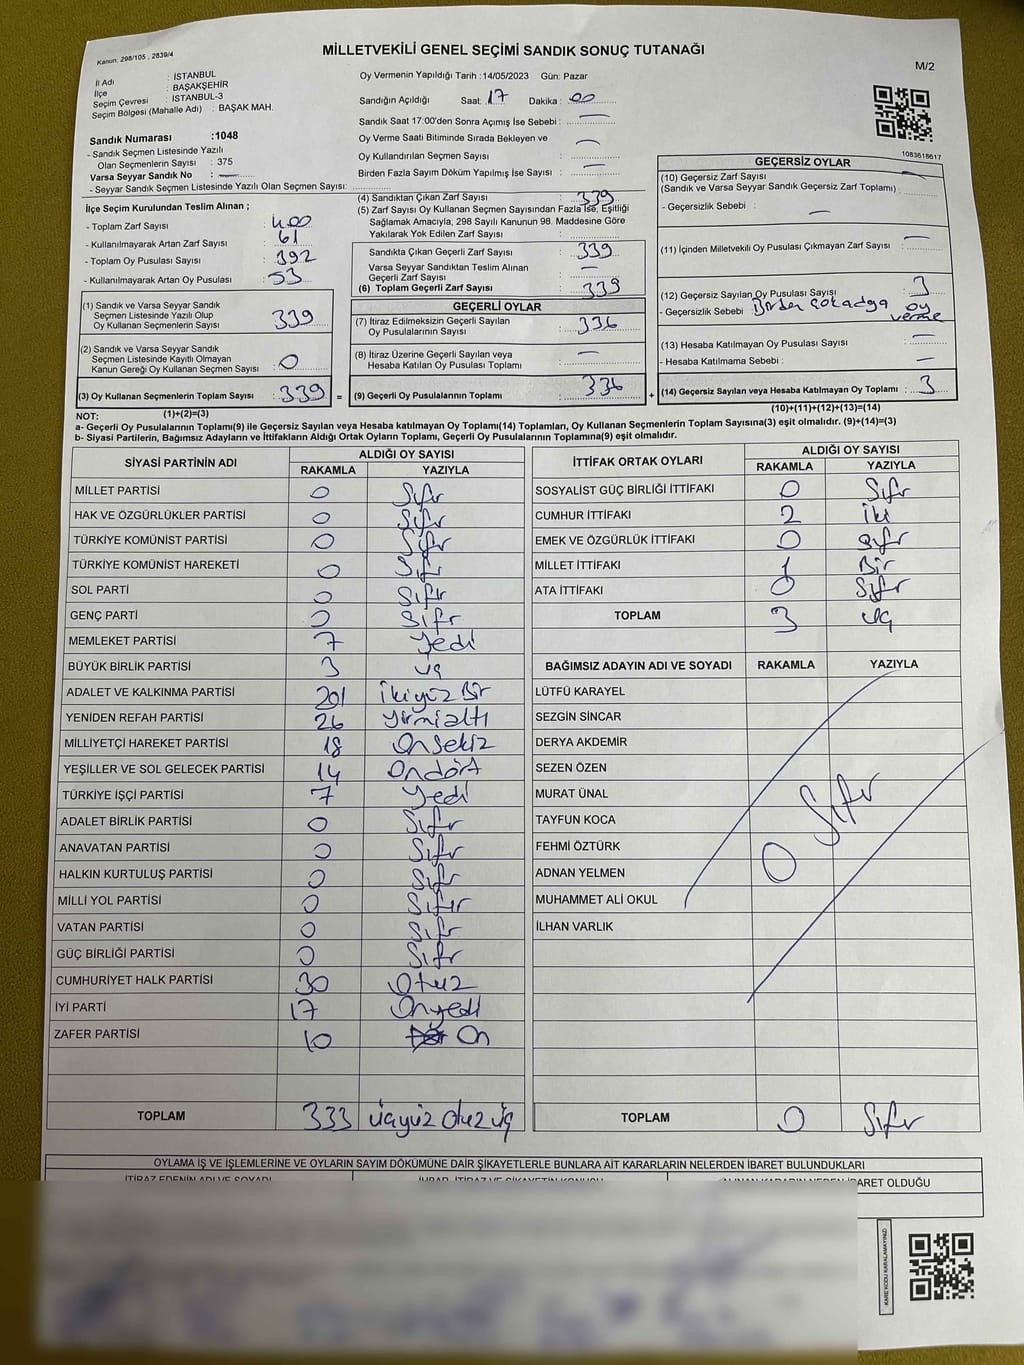 Kanun: 298/105 , 2839/4
MİLLETVEKİLİ GENEL SEÇİMİ SANDIK SONUÇ TUTANAĞI
M/2
İl Adı : İSTANBUL
İlçe : BAŞAKŞEHİR
Seçim Çevresi : İSTANBUL-3
Seçim Bölgesi (Mahalle Adı) : BAŞAK MAH.
Sandık Numarası :1048
- Sandık Seçmen Listesinde Yazılı
Olan Seçmenlerin Sayısı : 375
Varsa Seyyar Sandık No :
- Seyyar Sandık Seçmen Listesinde Yazılı Olan Seçmen Sayısı:
Oy Vermenin Yapıldığı Tarih :14/05/2023 Gün: Pazar
Sandığın Açıldığı Saat: 17 Dakika : 00
Sandık Saat 17:00'den Sonra Açımış İse Sebebi :
Oy Verme Saati Bitiminde Sırada Bekleyen ve
Oy Kullandırılan Seçmen Sayısı :
Birden Fazla Sayım Döküm Yapılmış İse Sayısı :
1083618617
İlçe Seçim Kurulundan Teslim Alınan ;
- Toplam Zarf Sayısı : 400
- Kullanılmayarak Artan Zarf Sayısı : 61
- Toplam Oy Pusulası Sayısı : 392
- Kullanılmayarak Artan Oy Pusulası : 53
(1) Sandık ve Varsa Seyyar Sandık
Seçmen Listesinde Yazılı Olup
Oy Kullanan Seçmenlerin Sayısı : 339
(2) Sandık ve Varsa Seyyar Sandık
Seçmen Listesinde Kayıtlı Olmayan
Kanun Gereği Oy Kullanan Seçmen Sayısı : 0
(3) Oy Kullanan Seçmenlerin Toplam Sayısı : 339 =
(4) Sandıktan Çıkan Zarf Sayısı : 339
(5) Zarf Sayısı Oy Kullanan Seçmen Sayısından Fazla İse, Eşitliği
Sağlamak Amacıyla, 298 Sayılı Kanunun 98. Maddesine Göre
Yakılarak Yok Edilen Zarf Sayısı :
Sandıkta Çıkan Geçerli Zarf Sayısı : 339
Varsa Seyyar Sandıktan Teslim Alınan
Geçerli Zarf Sayısı :
(6) Toplam Geçerli Zarf Sayısı : 339
GEÇERLİ OYLAR
(7) İtiraz Edilmeksizin Geçerli Sayılan
Oy Pusulalarının Sayısı : 336
(8) İtiraz Üzerine Geçerli Sayılan veya
Hesaba Katılan Oy Pusulası Toplamı :
(9) Geçerli Oy Pusulalarının Toplamı : 336 +
GEÇERSİZ OYLAR
(10) Geçersiz Zarf Sayısı
(Sandık ve Varsa Seyyar Sandık Geçersiz Zarf Toplamı) :
- Geçersizlik Sebebi :
(11) İçinden Milletvekili Oy Pusulası Çıkmayan Zarf Sayısı :
(12) Geçersiz Sayılan Oy Pusulası Sayısı : 3
- Geçersizlik Sebebi : Birden çok adaya oy
verme
(13) Hesaba Katılmayan Oy Pusulası Sayısı :
- Hesaba Katılmama Sebebi :
(14) Geçersiz Sayılan veya Hesaba Katılmayan Oy Toplamı : 3
NOT: (1)+(2)=(3) (10)+(11)+(12)+(13)=(14)
a- Geçerli Oy Pusulalarının Toplamı(9) ile Geçersiz Sayılan veya Hesaba katılmayan Oy Toplamı(14) Toplamları, Oy Kullanan Seçmenlerin Toplam Sayısına(3) eşit olmalıdır. (9)+(14)=(3)
b- Siyasi Partilerin, Bağımsız Adayların ve İttifakların Aldığı Ortak Oyların Toplamı, Geçerli Oy Pusulalarının Toplamına(9) eşit olmalıdır.
SİYASİ PARTİNİN ADI ALDIĞI OY SAYISI
RAKAMLA YAZIYLA
MİLLET PARTİSİ 0 Sıfır
HAK VE ÖZGÜRLÜKLER PARTİSİ 0 Sıfır
TÜRKİYE KOMÜNİST PARTİSİ 0 Sıfır
TÜRKİYE KOMÜNİST HAREKETİ 0 Sıfır
SOL PARTİ 0 Sıfır
GENÇ PARTİ 0 Sıfır
MEMLEKET PARTİSİ 7 Yedi
BÜYÜK BİRLİK PARTİSİ 3 üç
ADALET VE KALKINMA PARTİSİ 201 ikiyüz Bir
YENİDEN REFAH PARTİSİ 26 yirmialtı
MİLLİYETÇİ HAREKET PARTİSİ 18 Onsekiz
YEŞİLLER VE SOL GELECEK PARTİSİ 14 Ondört
TÜRKİYE İŞÇİ PARTİSİ 7 Yedi
ADALET BİRLİK PARTİSİ 0 Sıfır
ANAVATAN PARTİSİ 0 Sıfır
HALKIN KURTULUŞ PARTİSİ 0 Sıfır
MİLLİ YOL PARTİSİ 0 Sıfır
VATAN PARTİSİ 0 Sıfır
GÜÇ BİRLİĞİ PARTİSİ 0 Sıfır
CUMHURİYET HALK PARTİSİ 30 Otuz
İYİ PARTİ 17 Onyedi
ZAFER PARTİSİ 10 On
TOPLAM 333 üçyüz otuz üç
İTTİFAK ORTAK OYLARI ALDIĞI OY SAYISI
RAKAMLA YAZIYLA
SOSYALİST GÜÇ BİRLİĞİ İTTİFAKI 0 Sıfır
CUMHUR İTTİFAKI 2 iki
EMEK VE ÖZGÜRLÜK İTTİFAKI 0 sıfır
MİLLET İTTİFAKI 1 Bir
ATA İTTİFAKI 0 Sıfır
TOPLAM 3 üç
BAĞIMSIZ ADAYIN ADI VE SOYADI RAKAMLA YAZIYLA
LÜTFÜ KARAYEL
SEZGİN SİNCAR
DERYA AKDEMİR
SEZEN ÖZEN
MURAT ÜNAL
TAYFUN KOCA
FEHMİ ÖZTÜRK
ADNAN YELMEN
MUHAMMET ALİ OKUL
İLHAN VARLIK
0 Sıfır
TOPLAM 0 Sıfır
OYLAMA İŞ VE İŞLEMLERİNE VE OYLARIN SAYIM DÖKÜMÜNE DAİR ŞİKAYETLERLE BUNLARA AİT KARARLARIN NELERDEN İBARET BULUNDUKLARI
İTİRAZ EDENİN ADI VE SOYADI İHBAR, İTİRAZ VE ŞİKAYETİN KONUSU ALINAN KARARIN NEDEN İBARET OLDUĞU
KARE KODU KARALAMAYINIZ!